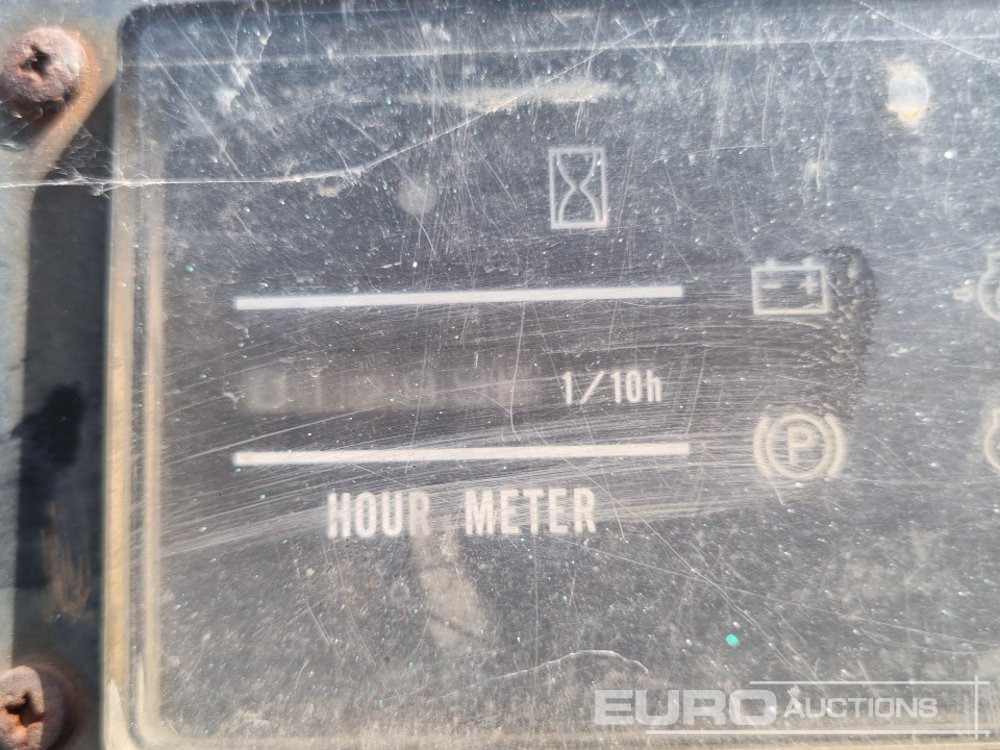 1/10h
P
HOUR METER
EURO AUCTIONS